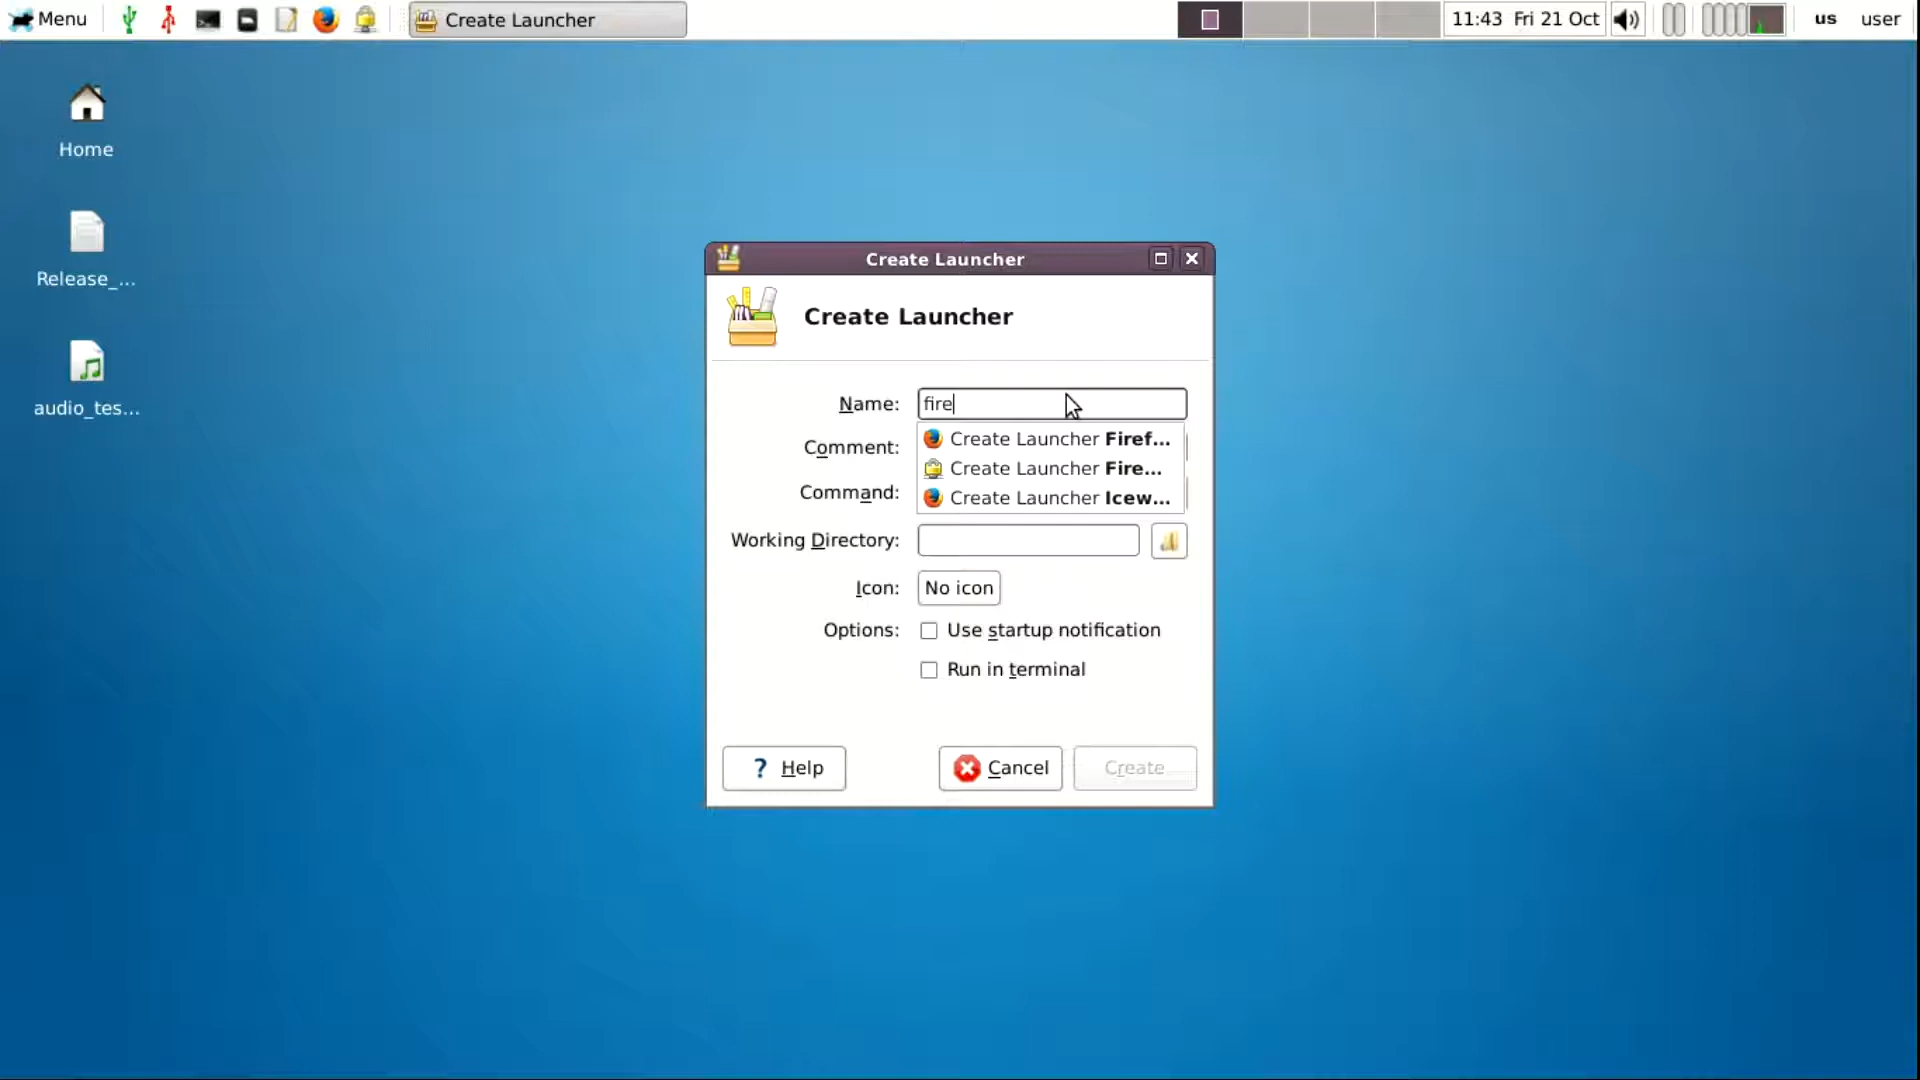 Menu
Create Launcher
11:43 Fri 21 Oct
us
user
Home
Release_...
audio_tes...
Create Launcher
Create Launcher
Name: fire
Create Launcher Firef...
Comment:
Create Launcher Fire...
Command:
Create Launcher Icew...
Working Directory:
Icon: No icon
Options: Use startup notification
Run in terminal
? Help
Cancel
Create